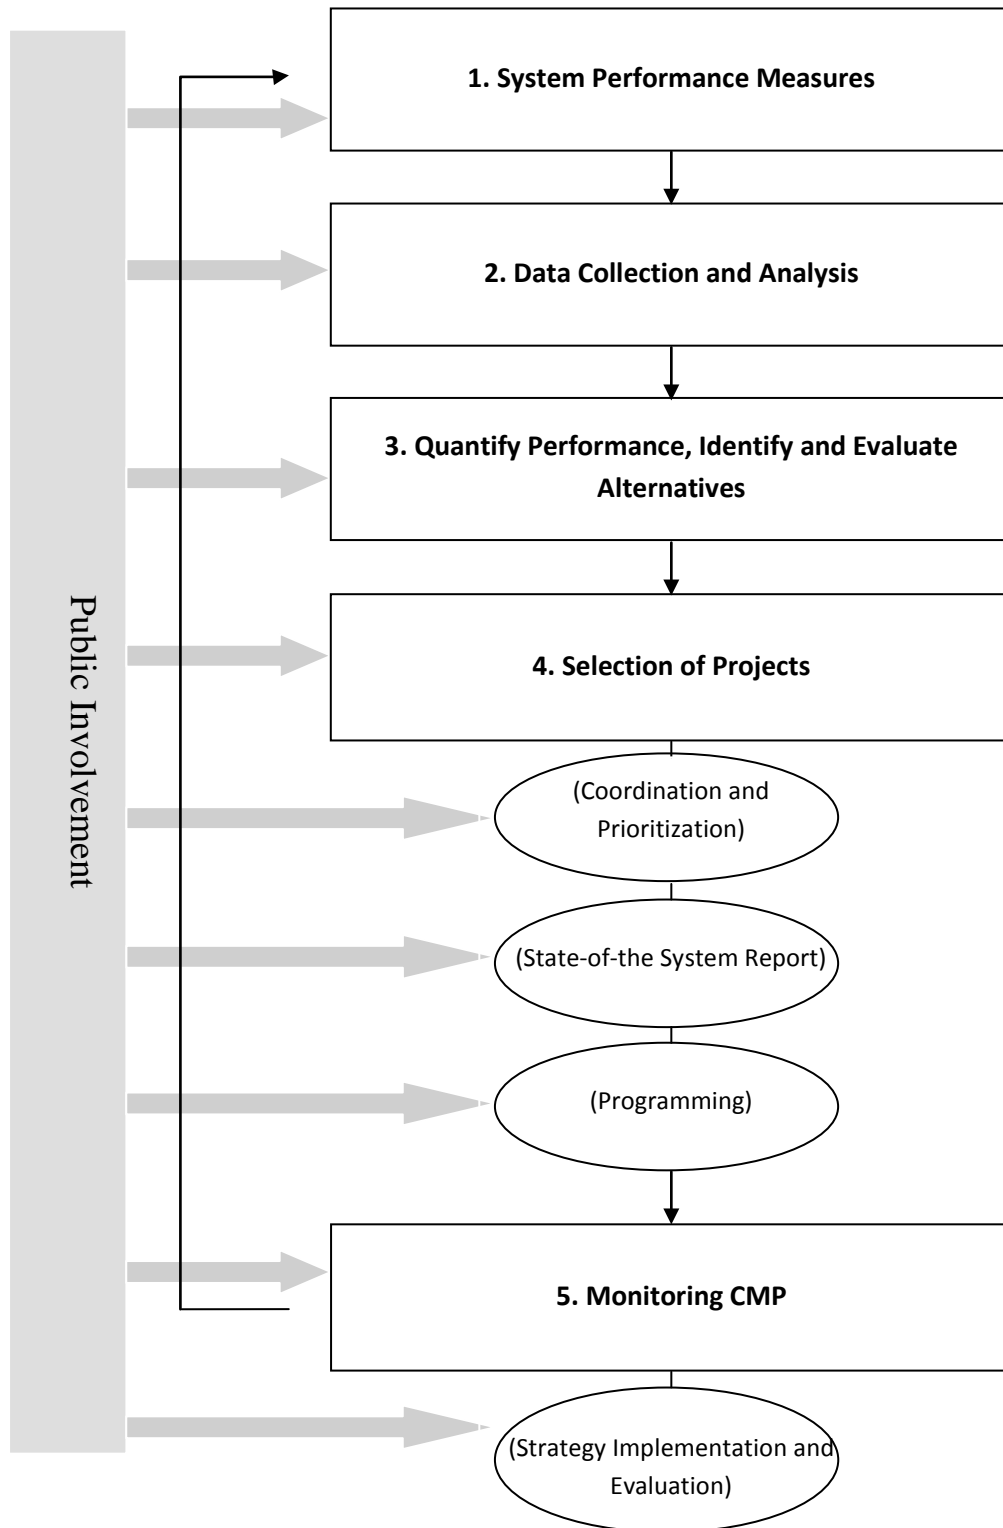 Public Involvement
1. System Performance Measures
2. Data Collection and Analysis
3. Quantify Performance, Identify and Evaluate
Alternatives
4. Selection of Projects
(Coordination and
Prioritization)
(State-of-the System Report)
(Programming)
5. Monitoring CMP
(Strategy Implementation and
Evaluation)